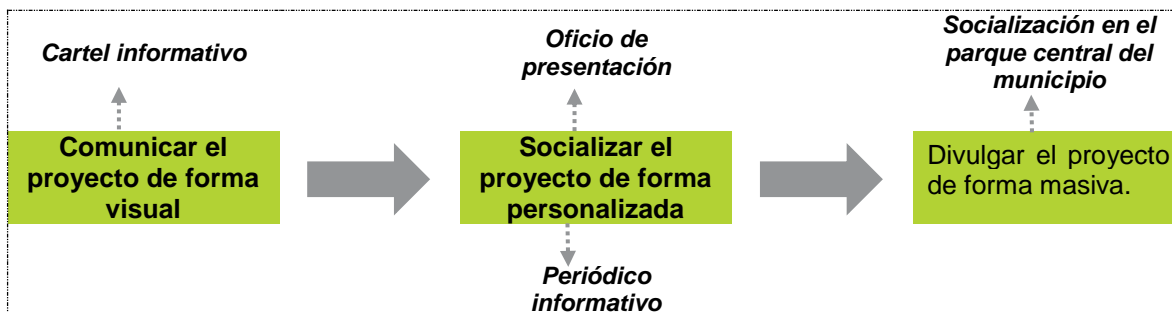 Cartel informativo
Oficio de
presentación
Socialización en el
parque central del
municipio
Comunicar el
proyecto de forma
visual
Socializar el
proyecto de forma
personalizada
Divulgar el proyecto
de forma masiva.
Periódico
informativo